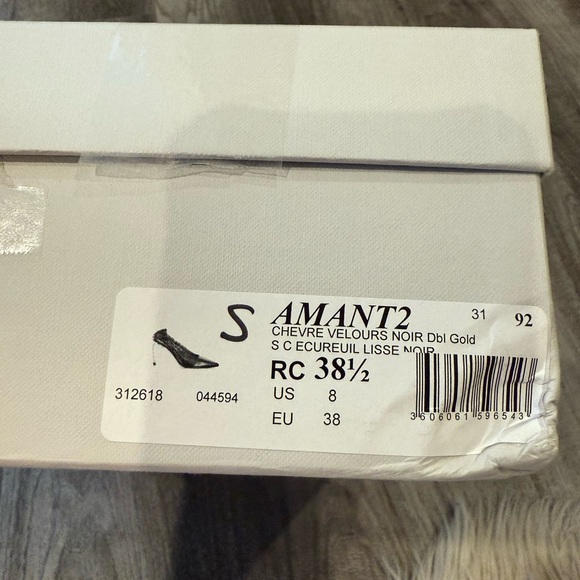 S AMANT2 31 92
CHEVRE VELOURS NOIR Dbl Gold
S C ECUREUIL LISSE NOIR
RC 38½
312618 044594 US 8
EU 38
3606061596543